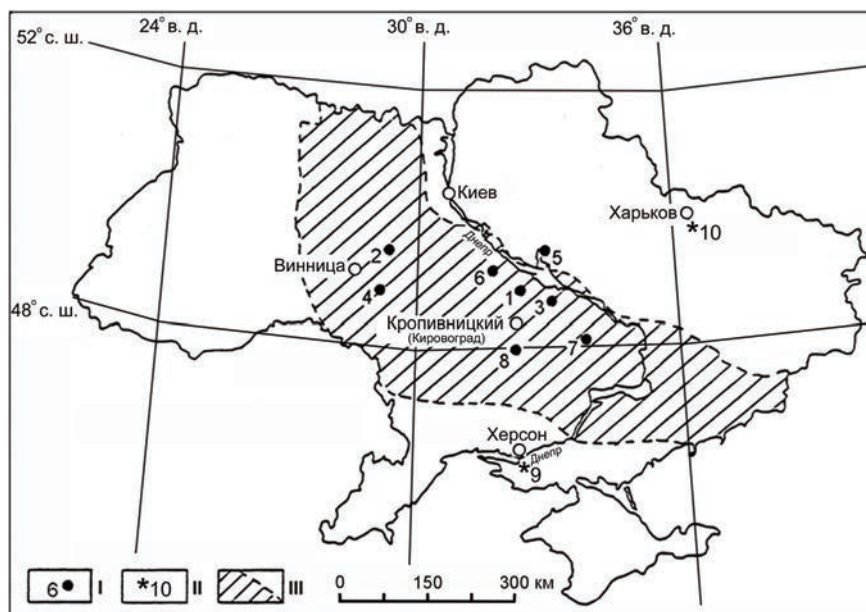 24° в. д.
30° в. д.
36° в. д.
52° с. ш.
Киев
Харьков
*10
Днепр
2
5
Винница
6
4
1
3
48° с. ш.
Кропивницкий
(Кировоград)
7
8
Херсон
Днепр
*9
6● I
*10 II
III
0 150 300 км